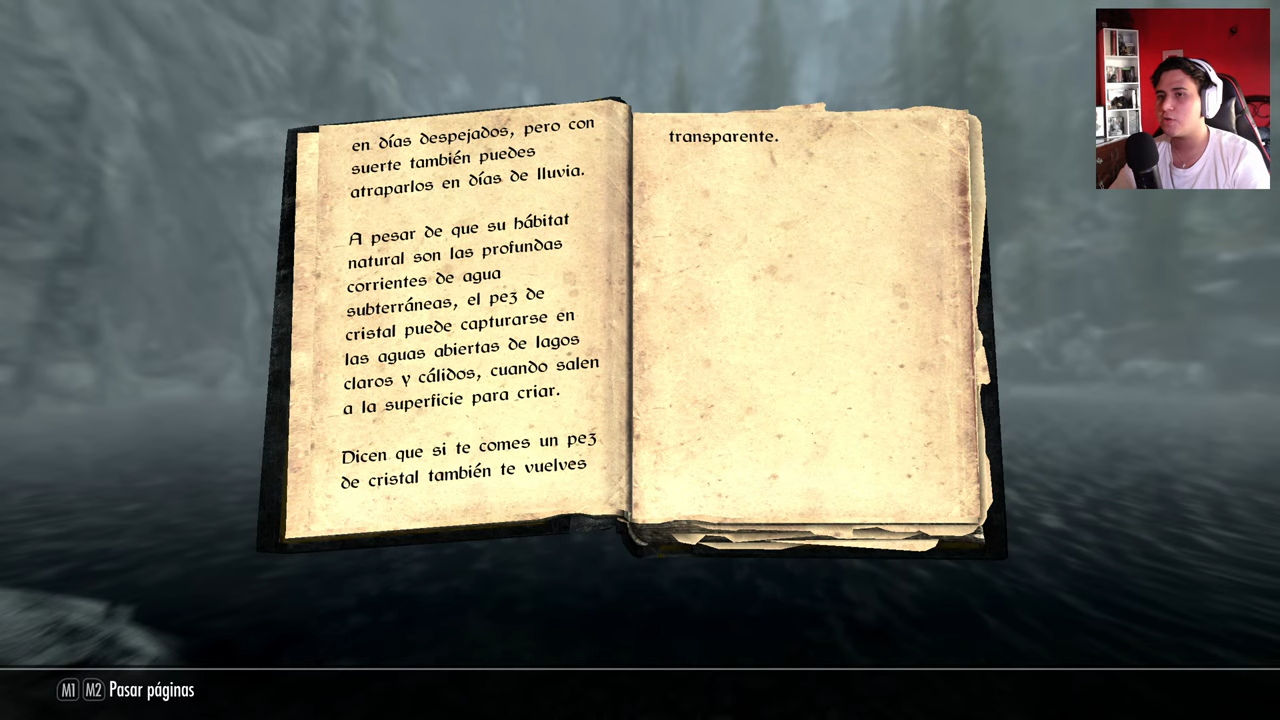 en días despejados, pero con
suerte también puedes
atraparlos en días de lluvia.
A pesar de que su hábitat
natural son las profundas
corrientes de agua
subterráneas, el pez de
cristal puede capturarse en
las aguas abiertas de lagos
claros y cálidos, cuando salen
a la superficie para criar.
Dicen que si te comes un pez
de cristal también te vuelves
transparente.
M1 M2 Pasar páginas